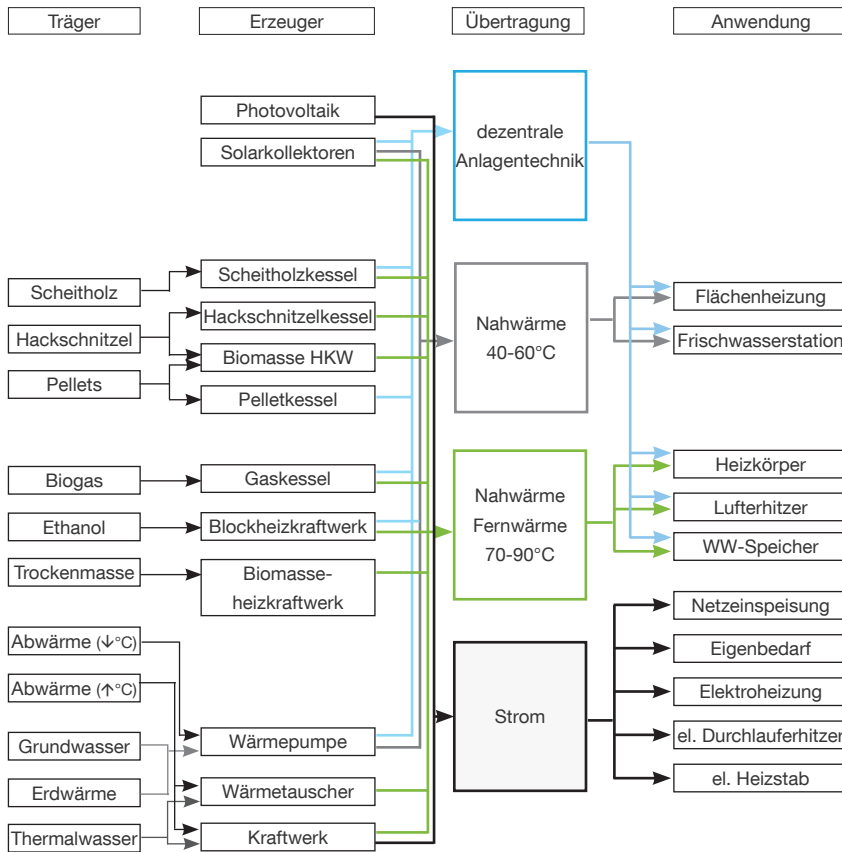 Träger
Erzeuger
Übertragung
Anwendung
Photovoltaik
Solarkollektoren
dezentrale
Anlagentechnik
Scheitholz
Hackschnitzel
Pellets
Scheitholzkessel
Hackschnitzelkessel
Biomasse HKW
Pelletkessel
Nahwärme
40-60°C
Flächenheizung
Frischwasserstation
Biogas
Ethanol
Trockenmasse
Gaskessel
Blockheizkraftwerk
Biomasse-
heizkraftwerk
Nahwärme
Fernwärme
70-90°C
Heizkörper
Lufterhitzer
WW-Speicher
Abwärme (↓°C)
Abwärme (↑°C)
Grundwasser
Erdwärme
Thermalwasser
Wärmepumpe
Wärmetauscher
Kraftwerk
Strom
Netzeinspeisung
Eigenbedarf
Elektroheizung
el. Durchlauferhitzer
el. Heizstab